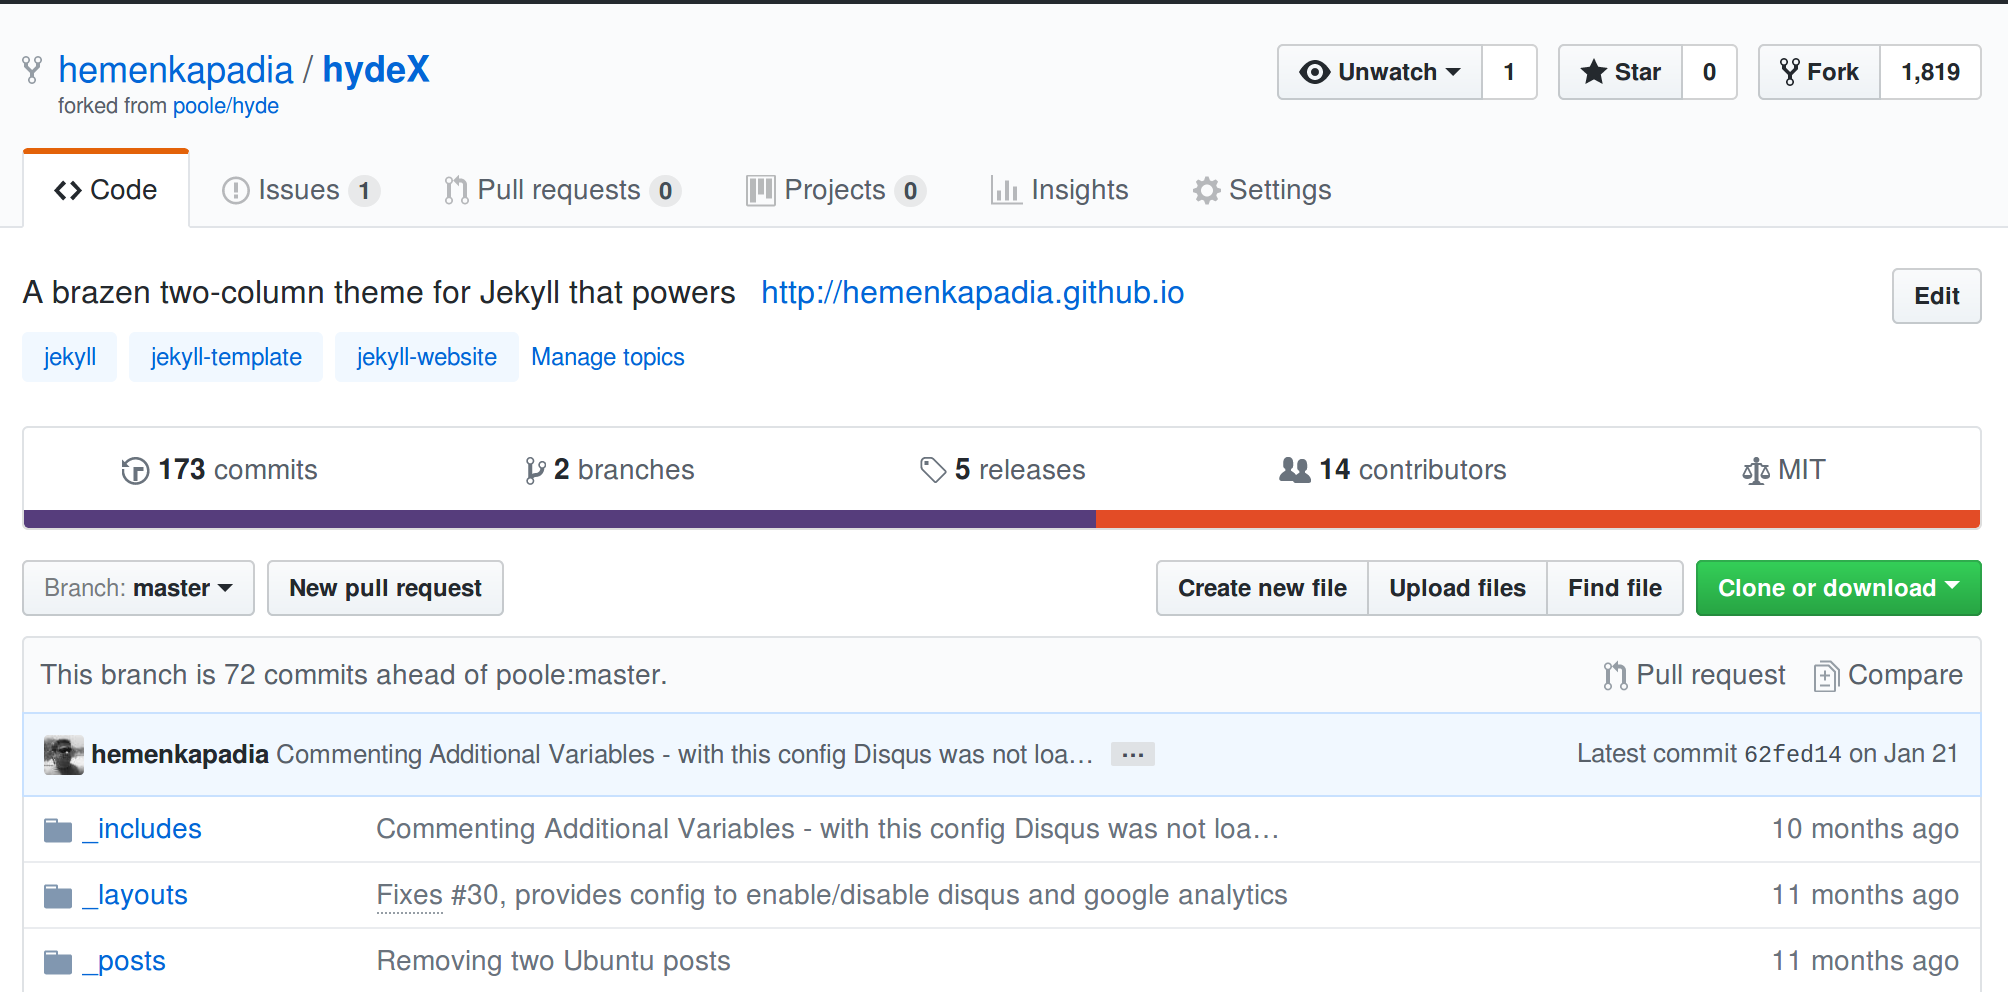 hemenkapadia / hydeX
forked from poole/hyde
Unwatch 1 Star 0 Fork 1,819
Code Issues 1 Pull requests 0 Projects 0 Insights Settings
A brazen two-column theme for Jekyll that powers http://hemenkapadia.github.io
Edit
jekyll jekyll-template jekyll-website Manage topics
173 commits 2 branches 5 releases 14 contributors MIT
Branch: master New pull request Create new file Upload files Find file Clone or download
This branch is 72 commits ahead of poole:master. Pull request Compare
hemenkapadia Commenting Additional Variables - with this config Disqus was not loa… … Latest commit 62fed14 on Jan 21
_includes Commenting Additional Variables - with this config Disqus was not loa… 10 months ago
_layouts Fixes #30, provides config to enable/disable disqus and google analytics 11 months ago
_posts Removing two Ubuntu posts 11 months ago